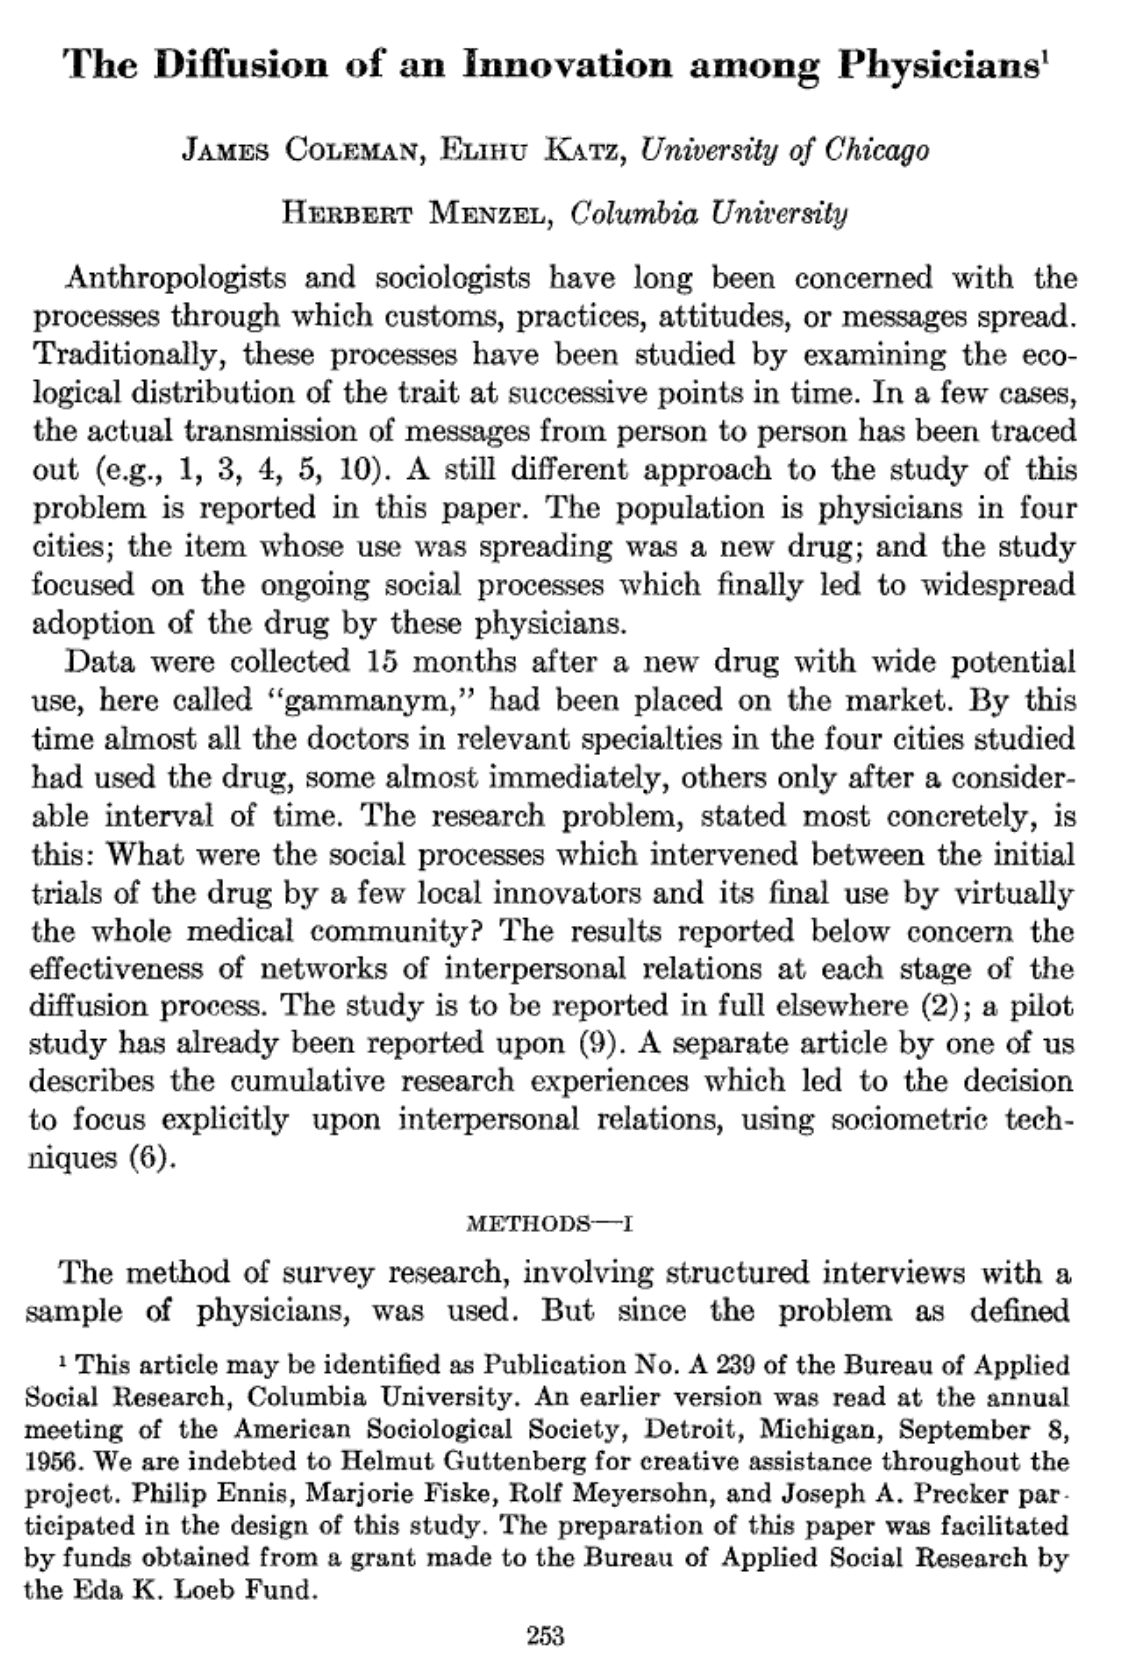 The Diffusion of an Innovation among Physicians¹
JAMES COLEMAN, ELIHU KATZ, University of Chicago
HERBERT MENZEL, Columbia University
Anthropologists and sociologists have long been concerned with the
processes through which customs, practices, attitudes, or messages spread.
Traditionally, these processes have been studied by examining the eco-
logical distribution of the trait at successive points in time. In a few cases,
the actual transmission of messages from person to person has been traced
out (e.g., 1, 3, 4, 5, 10). A still different approach to the study of this
problem is reported in this paper. The population is physicians in four
cities; the item whose use was spreading was a new drug; and the study
focused on the ongoing social processes which finally led to widespread
adoption of the drug by these physicians.
Data were collected 15 months after a new drug with wide potential
use, here called “gammanym,” had been placed on the market. By this
time almost all the doctors in relevant specialties in the four cities studied
had used the drug, some almost immediately, others only after a consider-
able interval of time. The research problem, stated most concretely, is
this: What were the social processes which intervened between the initial
trials of the drug by a few local innovators and its final use by virtually
the whole medical community? The results reported below concern the
effectiveness of networks of interpersonal relations at each stage of the
diffusion process. The study is to be reported in full elsewhere (2); a pilot
study has already been reported upon (9). A separate article by one of us
describes the cumulative research experiences which led to the decision
to focus explicitly upon interpersonal relations, using sociometric tech-
niques (6).
METHODS—I
The method of survey research, involving structured interviews with a
sample of physicians, was used. But since the problem as defined
¹ This article may be identified as Publication No. A 239 of the Bureau of Applied
Social Research, Columbia University. An earlier version was read at the annual
meeting of the American Sociological Society, Detroit, Michigan, September 8,
1956. We are indebted to Helmut Guttenberg for creative assistance throughout the
project. Philip Ennis, Marjorie Fiske, Rolf Meyersohn, and Joseph A. Precker par-
ticipated in the design of this study. The preparation of this paper was facilitated
by funds obtained from a grant made to the Bureau of Applied Social Research by
the Eda K. Loeb Fund.
253